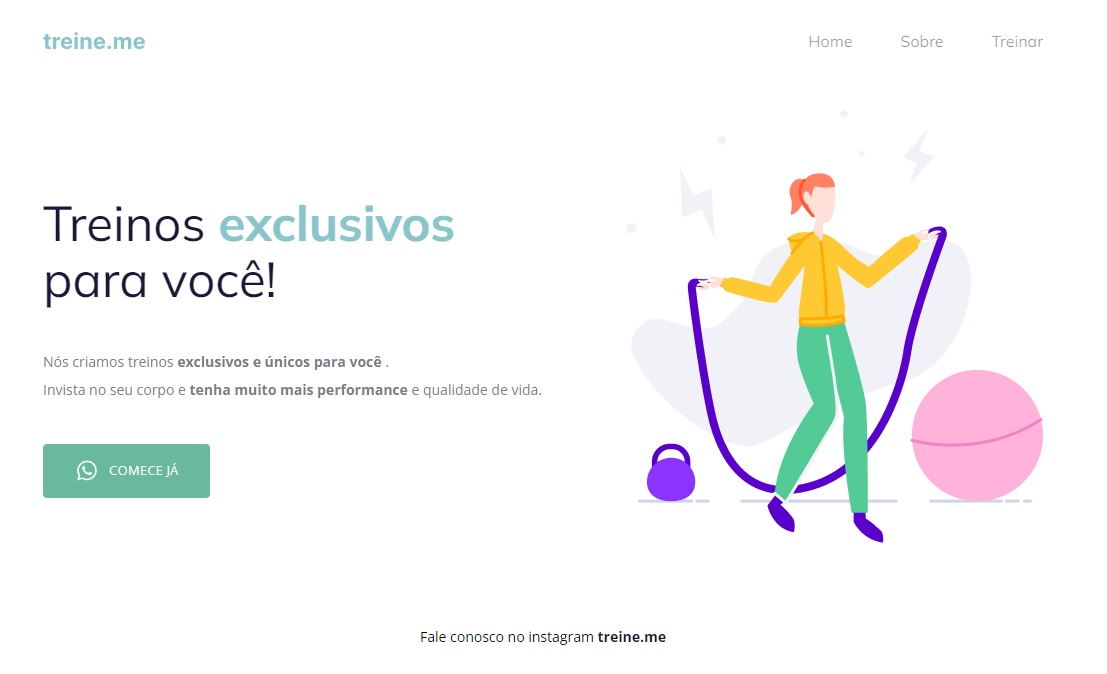 treine.me
Home Sobre Treinar
Treinos exclusivos
para você!
Nós criamos treinos exclusivos e únicos para você .
Invista no seu corpo e tenha muito mais performance e qualidade de vida.
COMECE JÁ
Fale conosco no instagram treine.me